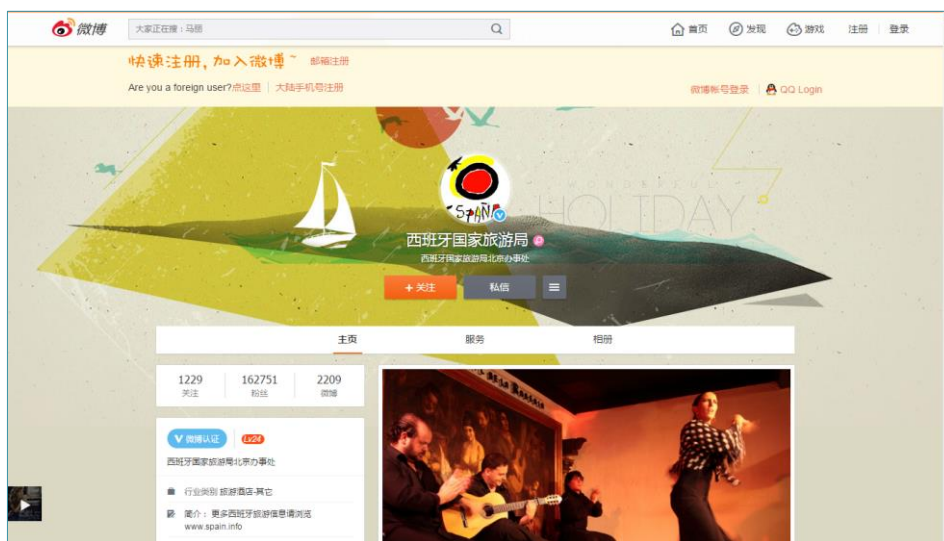 微博
大家正在搜：马丽
首页
发现
游戏
注册
登录
快速注册，加入微博~ 邮箱注册
Are you a foreign user?点这里 | 大陆手机号注册
微博帐号登录 | QQ Login
WONDERFUL
HOLIDAY
ESPAÑA
西班牙国家旅游局
西班牙国家旅游局北京办事处
+关注
私信
主页
服务
相册
1229 162751 2209
关注 粉丝 微博
V 微博认证 Lv24
西班牙国家旅游局北京办事处
行业类别 旅游酒店-其它
简介： 更多西班牙旅游信息请浏览
www.spain.info